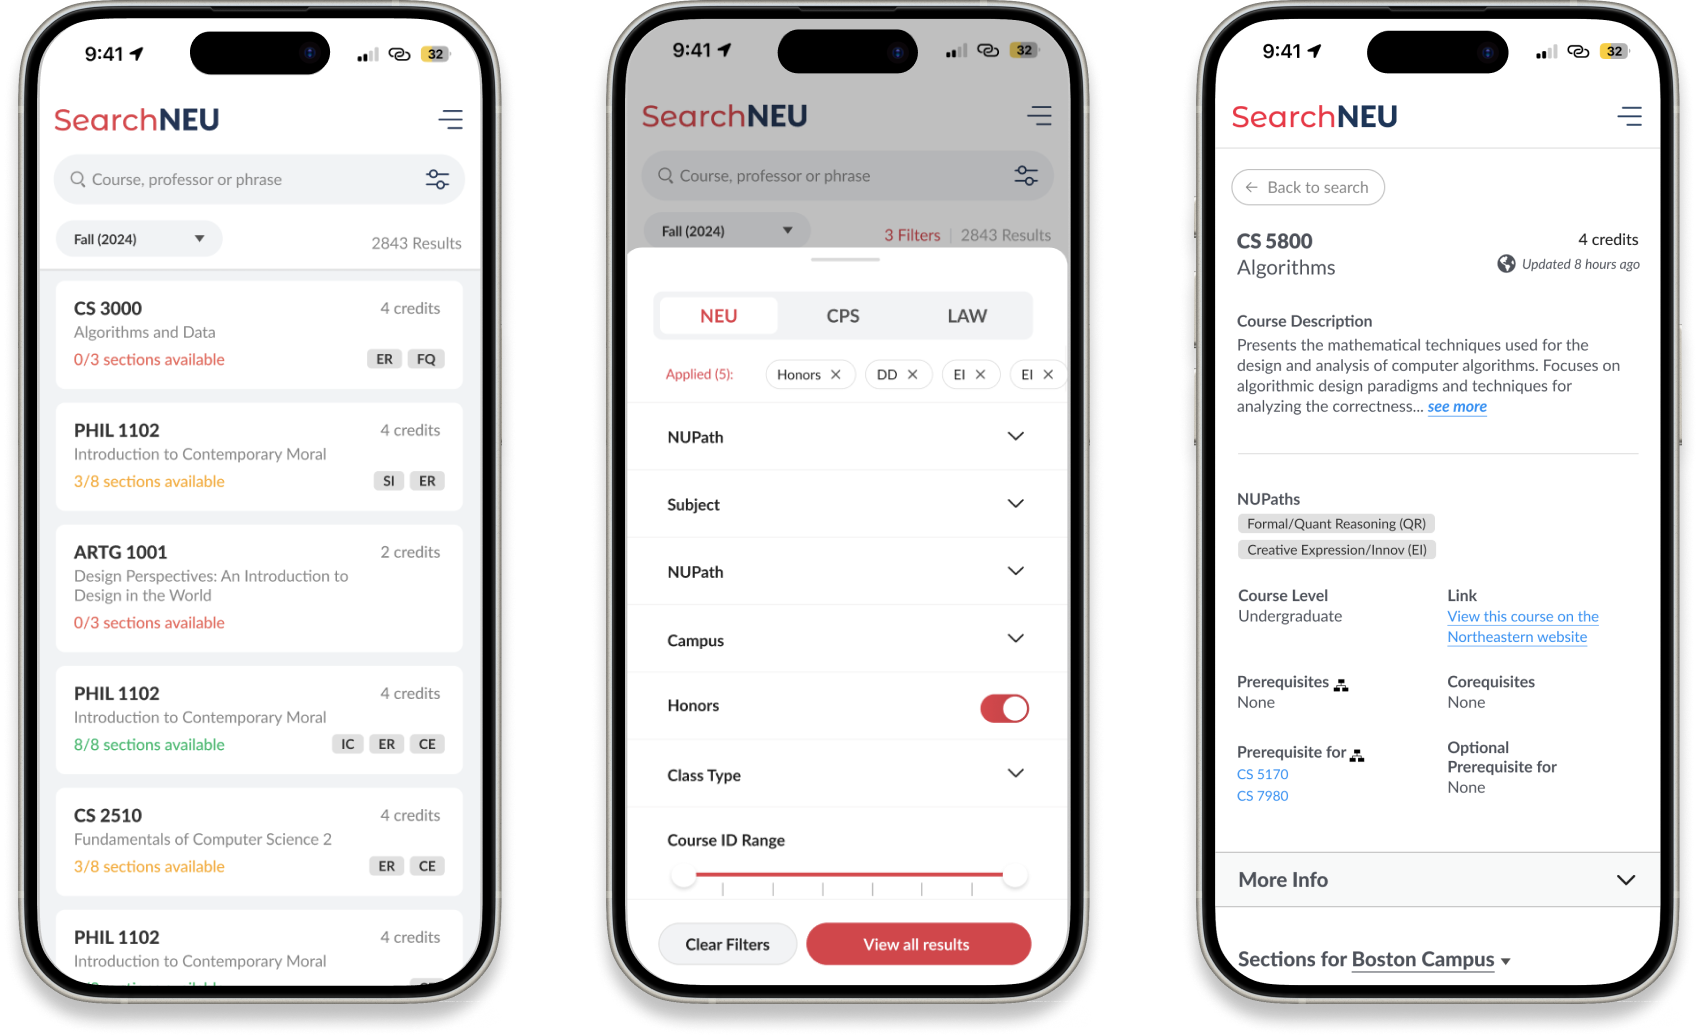 9:41
32
SearchNEU
Course, professor or phrase
Fall (2024)
2843 Results
CS 3000
4 credits
Algorithms and Data
0/3 sections available
ER FQ
PHIL 1102
4 credits
Introduction to Contemporary Moral
3/8 sections available
SI ER
ARTG 1001
2 credits
Design Perspectives: An Introduction to
Design in the World
0/3 sections available
PHIL 1102
4 credits
Introduction to Contemporary Moral
8/8 sections available
IC ER CE
CS 2510
4 credits
Fundamentals of Computer Science 2
3/8 sections available
ER CE
PHIL 1102
4 credits
Introduction to Contemporary Moral
9:41
32
SearchNEU
Course, professor or phrase
Fall (2024)
3 Filters | 2843 Results
NEU CPS LAW
Applied (5): Honors DD EI EI
NUPath
Subject
NUPath
Campus
Honors
Class Type
Course ID Range
Clear Filters
View all results
9:41
32
SearchNEU
Back to search
CS 5800
4 credits
Algorithms
Updated 8 hours ago
Course Description
Presents the mathematical techniques used for the
design and analysis of computer algorithms. Focuses on
algorithmic design paradigms and techniques for
analyzing the correctness... see more
NUPaths
Formal/Quant Reasoning (QR)
Creative Expression/Innov (EI)
Course Level
Undergraduate
Link
View this course on the
Northeastern website
Prerequisites
None
Corequisites
None
Prerequisite for
CS 5170
CS 7980
Optional
Prerequisite for
None
More Info
Sections for Boston Campus